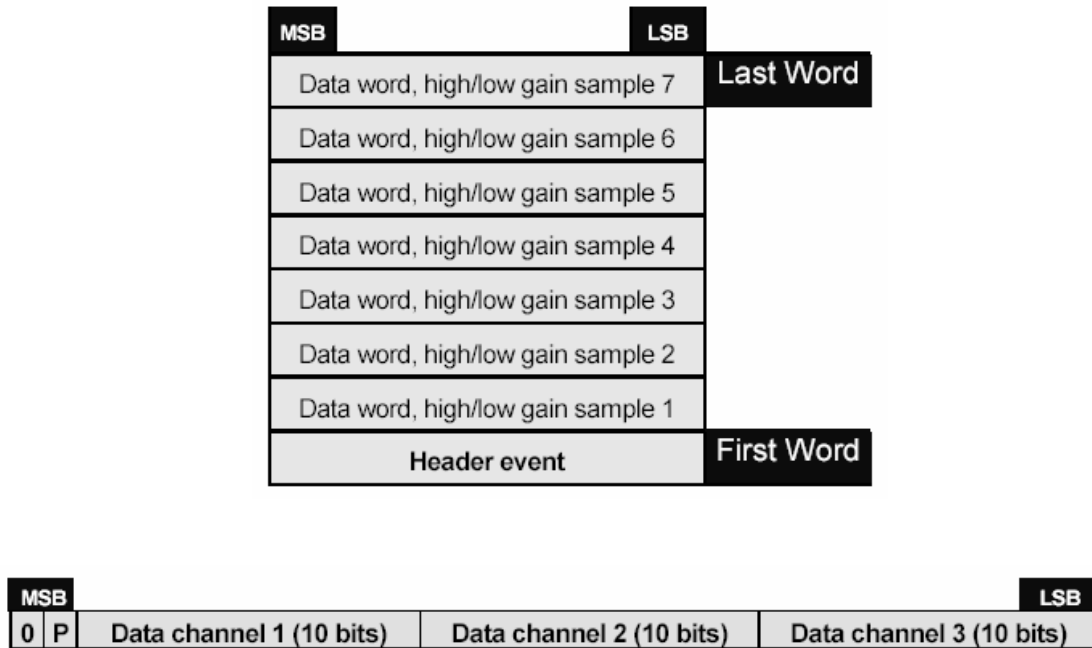 MSB LSB
Data word, high/low gain sample 7 Last Word
Data word, high/low gain sample 6
Data word, high/low gain sample 5
Data word, high/low gain sample 4
Data word, high/low gain sample 3
Data word, high/low gain sample 2
Data word, high/low gain sample 1
Header event First Word
MSB LSB
0 P Data channel 1 (10 bits) Data channel 2 (10 bits) Data channel 3 (10 bits)